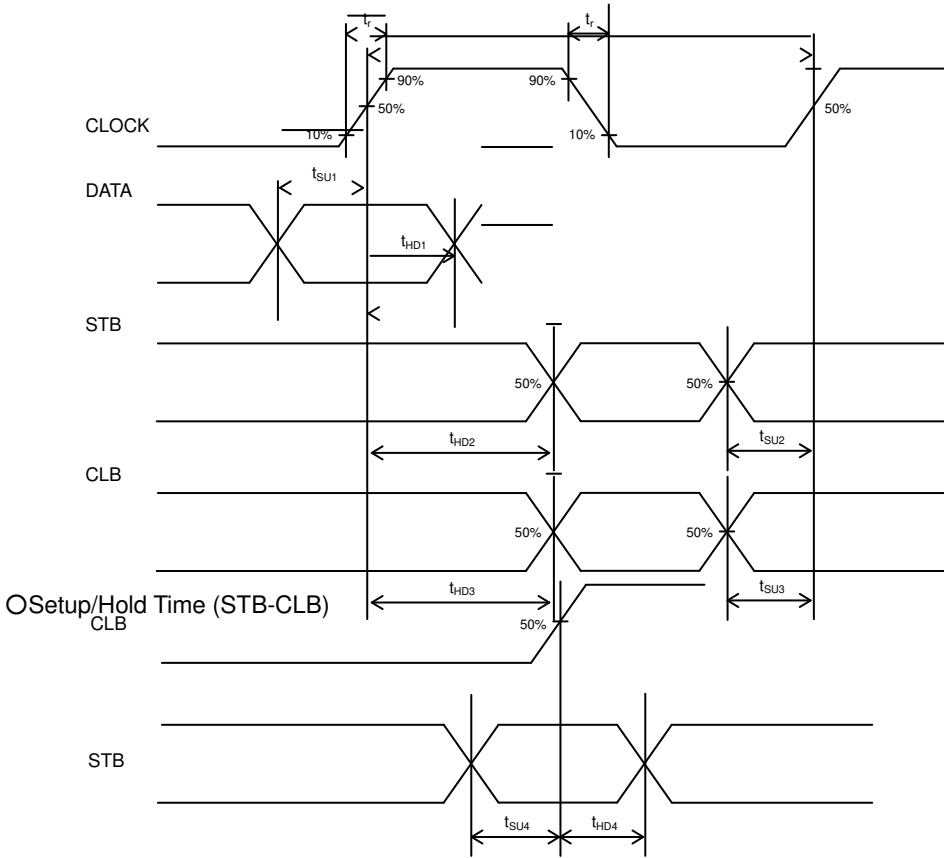 tr
tr
90%
90%
50%
50%
CLOCK
10%
10%
tSU1
DATA
tHD1
STB
50%
50%
tHD2
tSU2
CLB
50%
50%
tHD3
tSU3
○Setup/Hold Time (STB-CLB)
CLB
50%
STB
tSU4
tHD4